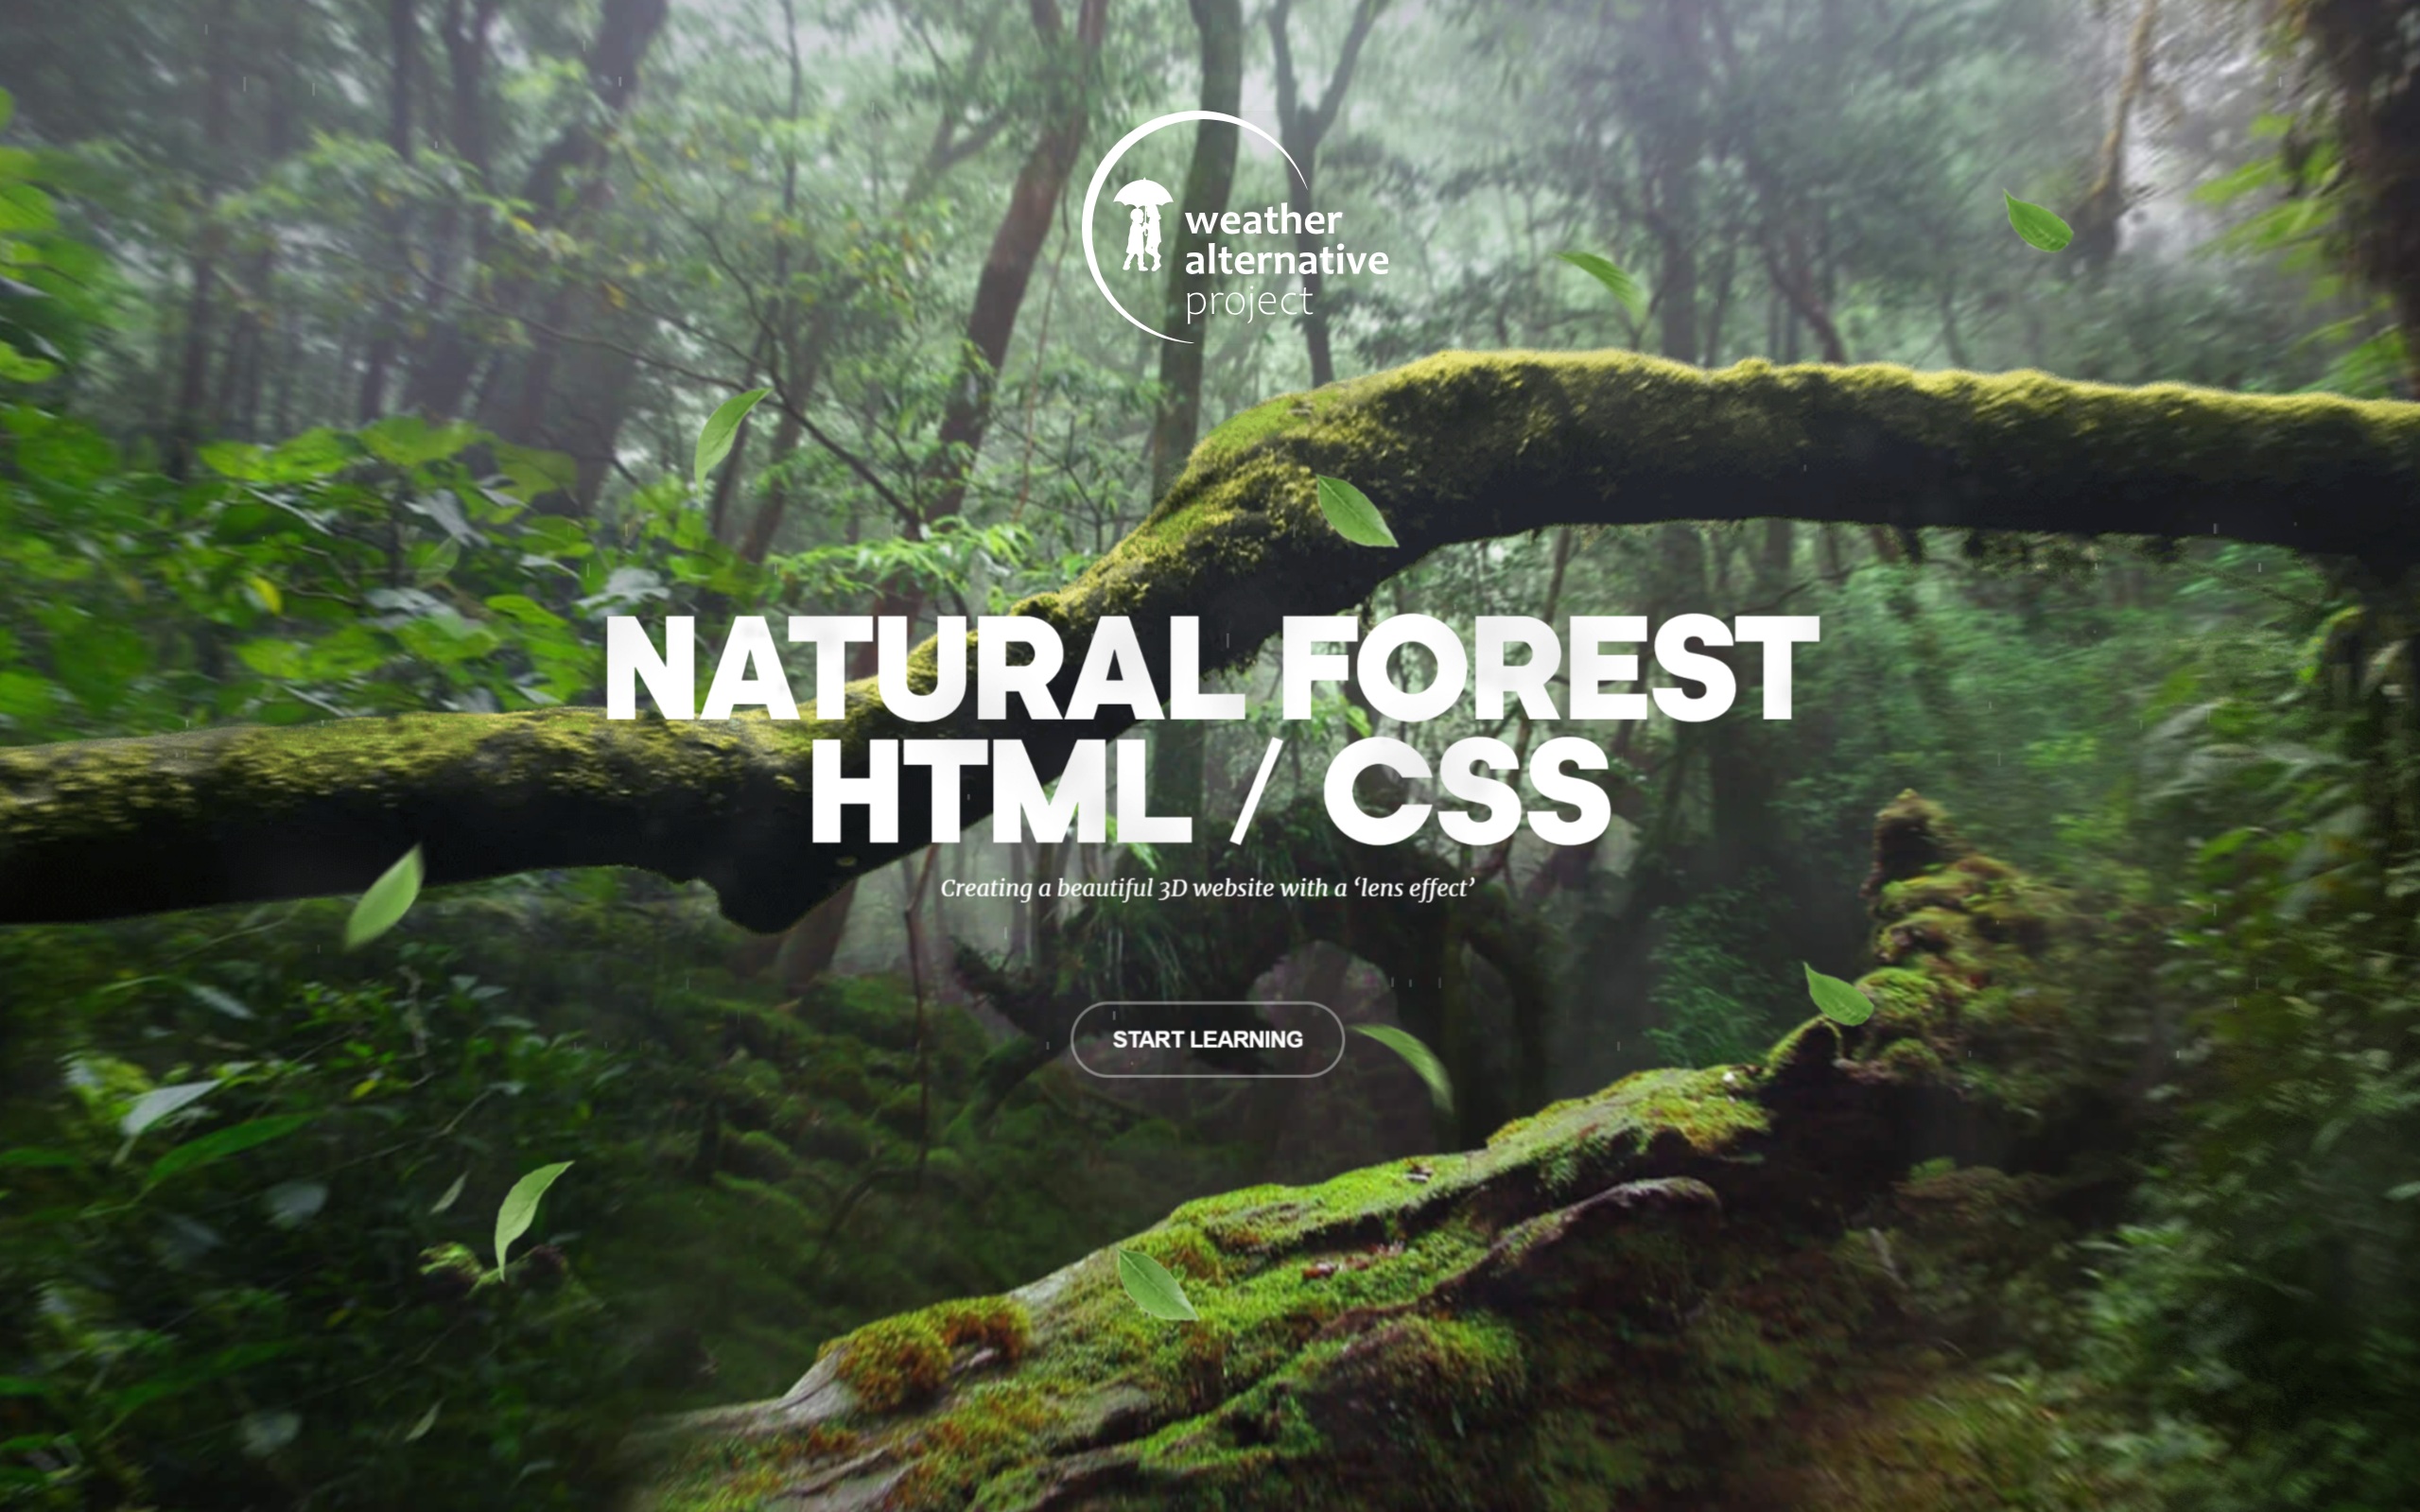 weather
alternative
project
NATURAL FOREST
HTML / CSS
Creating a beautiful 3D website with a ‘lens effect’
START LEARNING